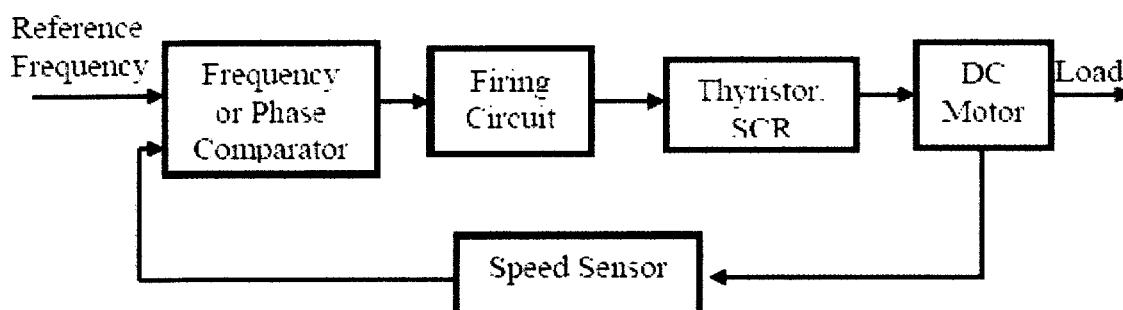 Reference
Frequency
Frequency
or Phase
Comparator
Firing
Circuit
Thyristor.
SCR
DC
Motor
Load
Speed Sensor